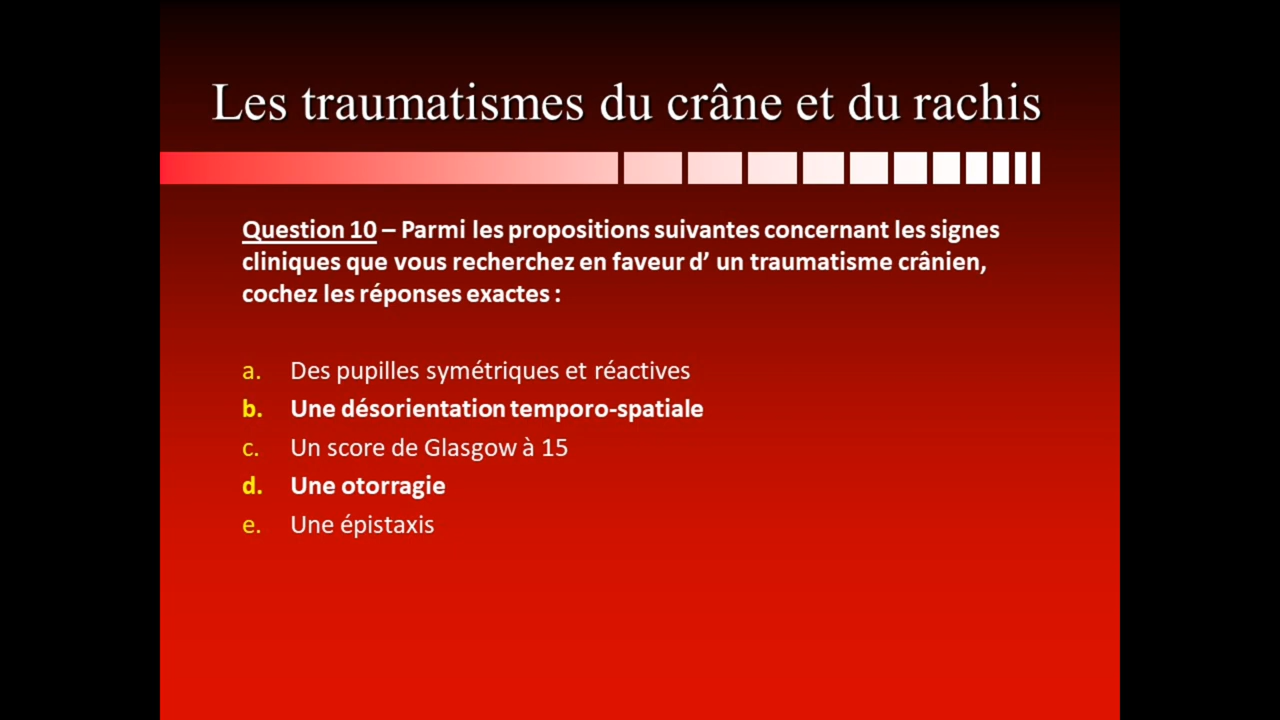 Les traumatismes du crâne et du rachis
Question 10 – Parmi les propositions suivantes concernant les signes
cliniques que vous recherchez en faveur d’ un traumatisme crânien,
cochez les réponses exactes :
a. Des pupilles symétriques et réactives
b. Une désorientation temporo-spatiale
c. Un score de Glasgow à 15
d. Une otorragie
e. Une épistaxis